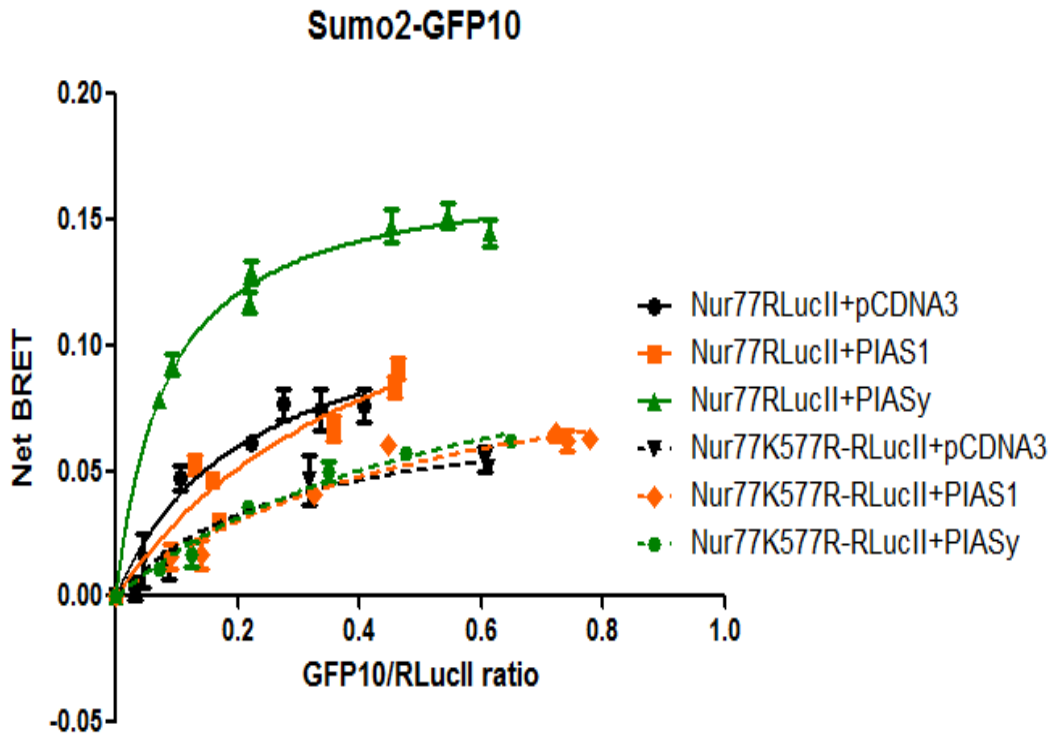 Sumo2-GFP10
Net BRET
0.20
0.15
0.10
0.05
0.00
-0.05
0.2
0.4
0.6
0.8
1.0
GFP10/RLucII ratio
Nur77RLucII+pCDNA3
Nur77RLucII+PIAS1
Nur77RLucII+PIASy
Nur77K577R-RLucII+pCDNA3
Nur77K577R-RLucII+PIAS1
Nur77K577R-RLucII+PIASy